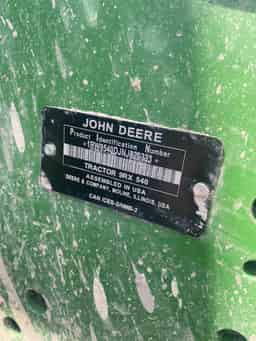 JOHN DEERE
Product Identification Number
TRACTOR 9RX 540
ASSEMBLED IN USA
DEERE & COMPANY, MOLINE, ILLINOIS, USA